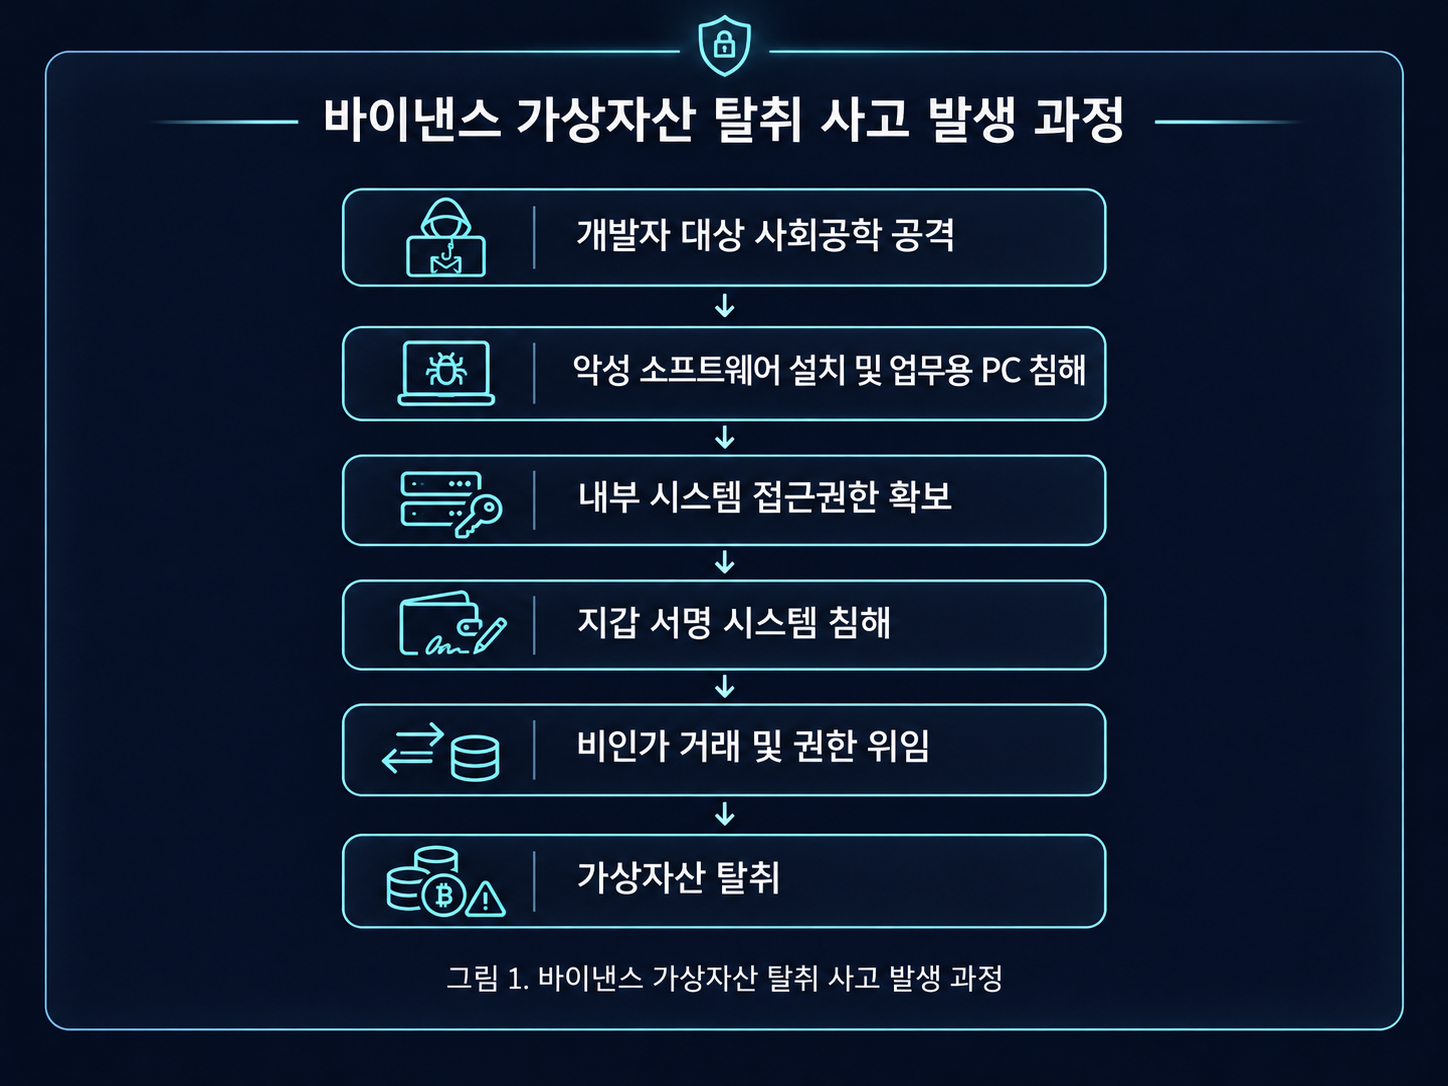 바이낸스 가상자산 탈취 사고 발생 과정
개발자 대상 사회공학 공격
악성 소프트웨어 설치 및 업무용 PC 침해
내부 시스템 접근권한 확보
지갑 서명 시스템 침해
비인가 거래 및 권한 위임
가상자산 탈취
그림 1. 바이낸스 가상자산 탈취 사고 발생 과정